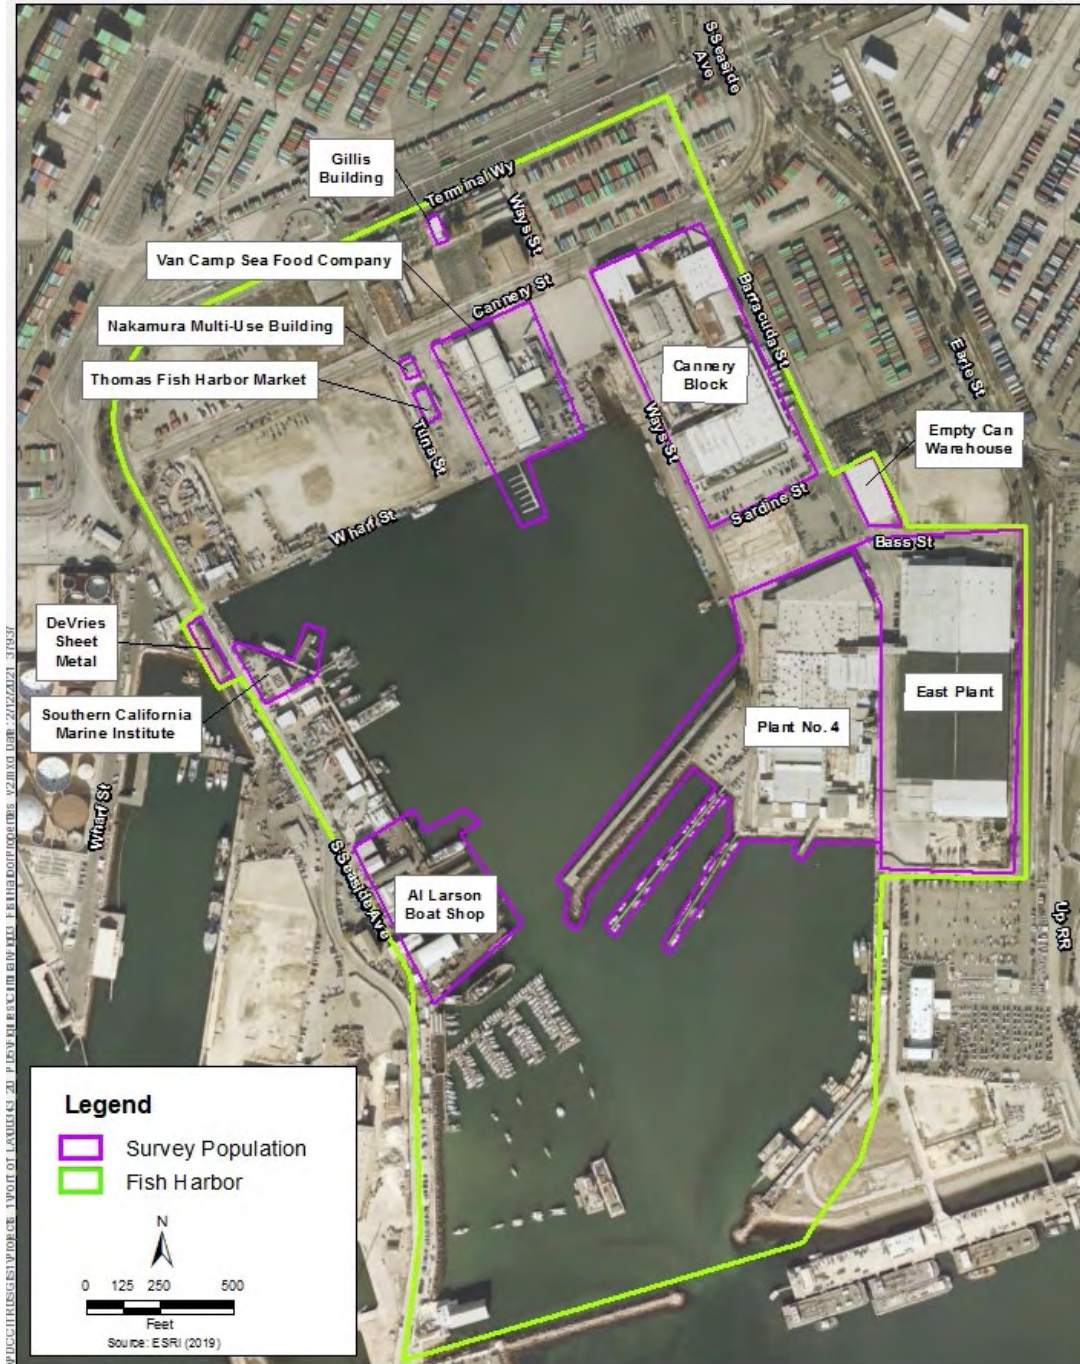 S Seaside
Ave
Gillis
Building
Terminal Wy
Ways St
Van Camp Sea Food Company
Cannery St
Nakamura Multi-Use Building
Barracuda St
Thomas Fish Harbor Market
Cannery
Block
Earle St
Tuna St
Ways St
Empty Can
Warehouse
Sardine St
Wharf St
Bass St
DeVries
Sheet
Metal
East Plant
Southern California
Marine Institute
Plant No. 4
Wharf St
S Seaside Ave
Al Larson
Boat Shop
Up RR
Legend
Survey Population
Fish Harbor
N
0 125 250 500
Feet
Source: ESRI (2019)